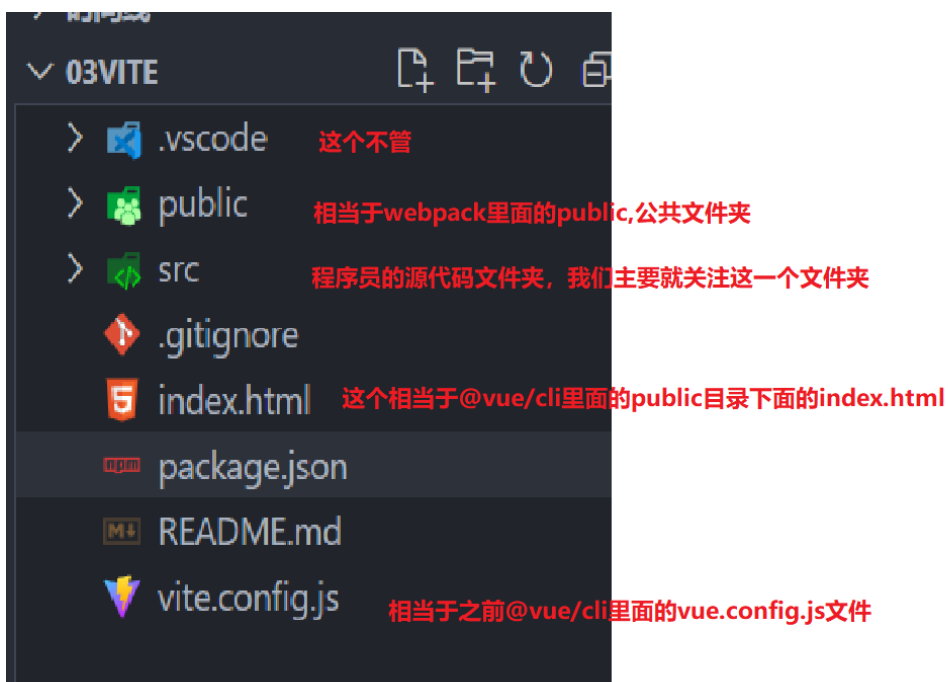 03VITE
.vscode 这个不管
public 相当于webpack里面的public,公共文件夹
src 程序员的源代码文件夹，我们主要就关注这一个文件夹
.gitignore
index.html 这个相当于@vue/cli里面的public目录下面的index.html
npm package.json
M README.md
vite.config.js 相当于之前@vue/cli里面的vue.config.js文件